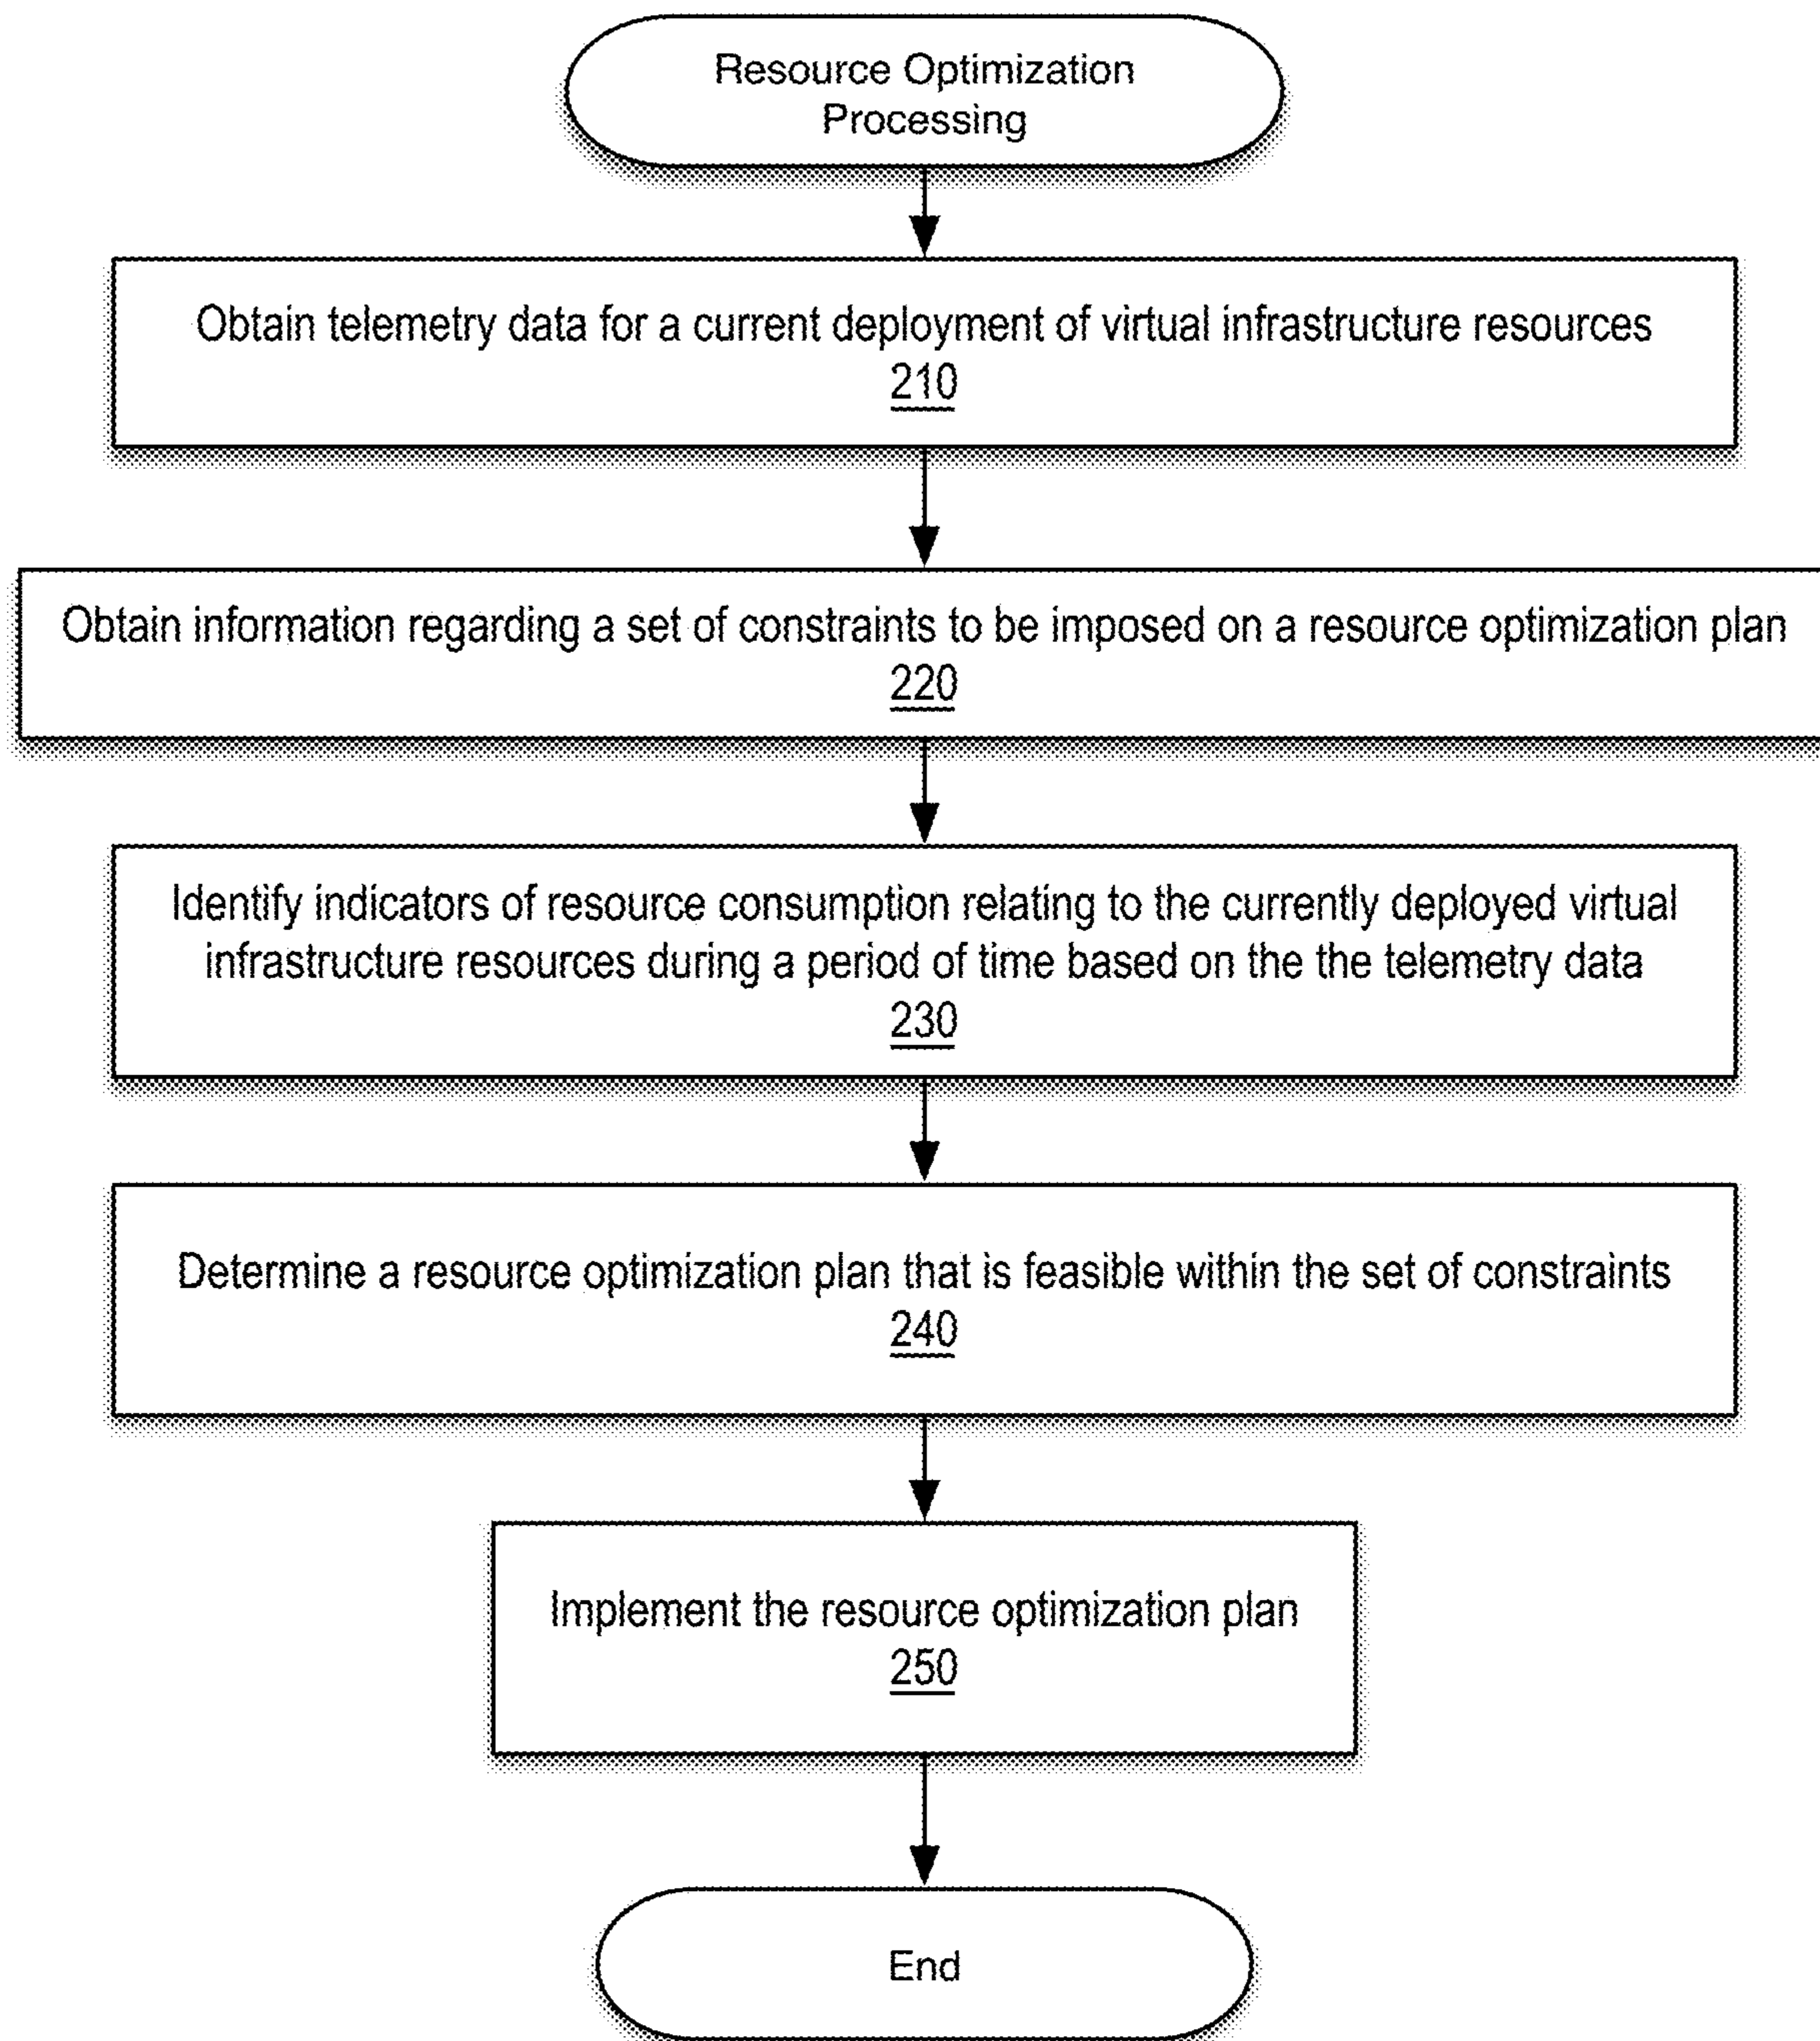 Resource Optimization
Processing
Obtain telemetry data for a current deployment of virtual infrastructure resources
210
Obtain information regarding a set of constraints to be imposed on a resource optimization plan
220
Identify indicators of resource consumption relating to the currently deployed virtual
infrastructure resources during a period of time based on the the telemetry data
230
Determine a resource optimization plan that is feasible within the set of constraints
240
Implement the resource optimization plan
250
End